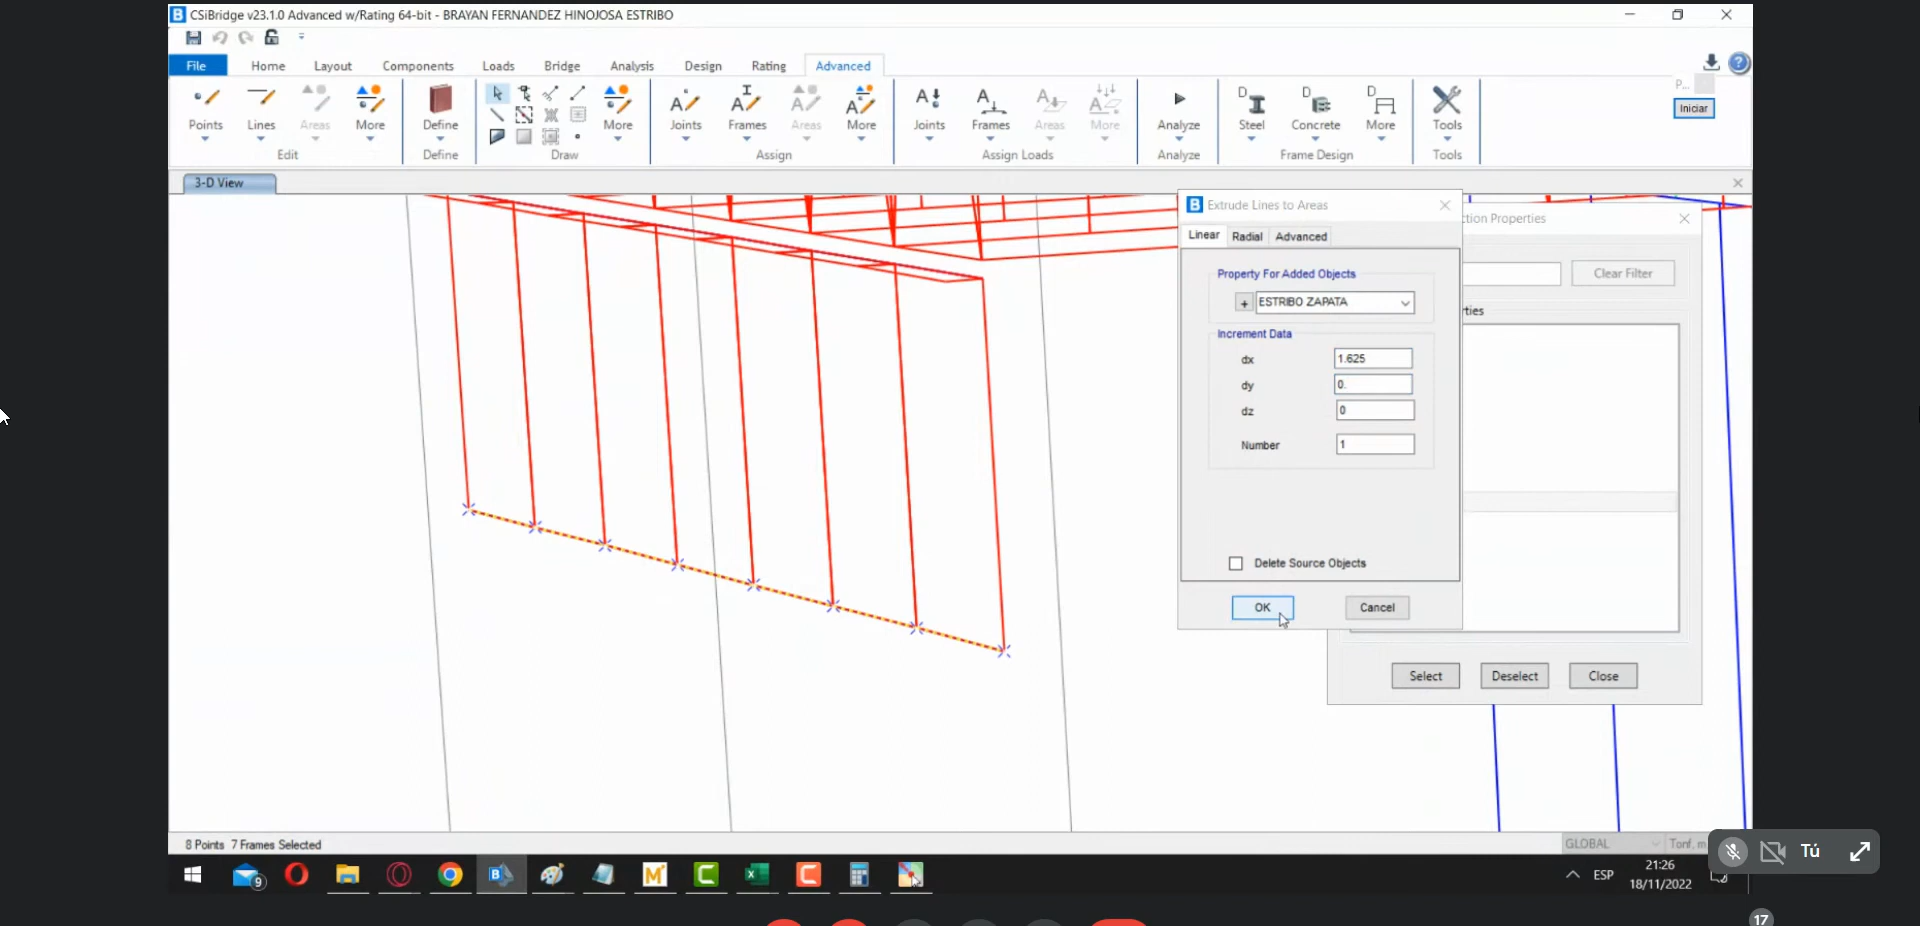 CSiBridge v23.1.0 Advanced w/Rating 64-bit - BRAYAN FERNANDEZ HINOJOSA ESTRIBO
File Home Layout Components Loads Bridge Analysis Design Rating Advanced
P...
Iniciar
Points Lines Areas More Define More Joints Frames Areas More Joints Frames Areas More Analyze Steel Concrete More Tools
Edit Define Draw Assign Assign Loads Analyze Frame Design Tools
3-D View
Extrude Lines to Areas
ction Properties
Linear Radial Advanced
Clear Filter
Property For Added Objects
+ ESTRIBO ZAPATA
rties
Increment Data
dx 1.625
dy 0.
dz 0
Number 1
Delete Source Objects
OK Cancel
Select Deselect Close
8 Points 7 Frames Selected
GLOBAL
Tonf, m
Tú
9
ESP
21:26
18/11/2022
17